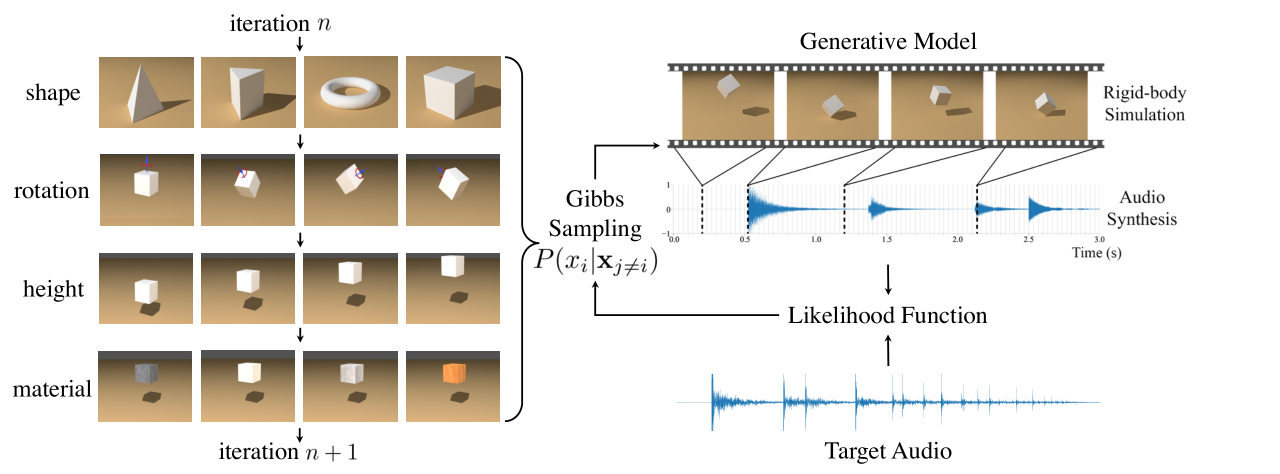 iteration n
shape
rotation
height
material
iteration n + 1
Gibbs
Sampling
P(x_i|x_{j≠i})
Generative Model
Rigid-body
Simulation
1
0
−1
0.0 0.5 1.0 1.5 2.0 2.5 3.0
Audio
Synthesis
Time (s)
Likelihood Function
Target Audio